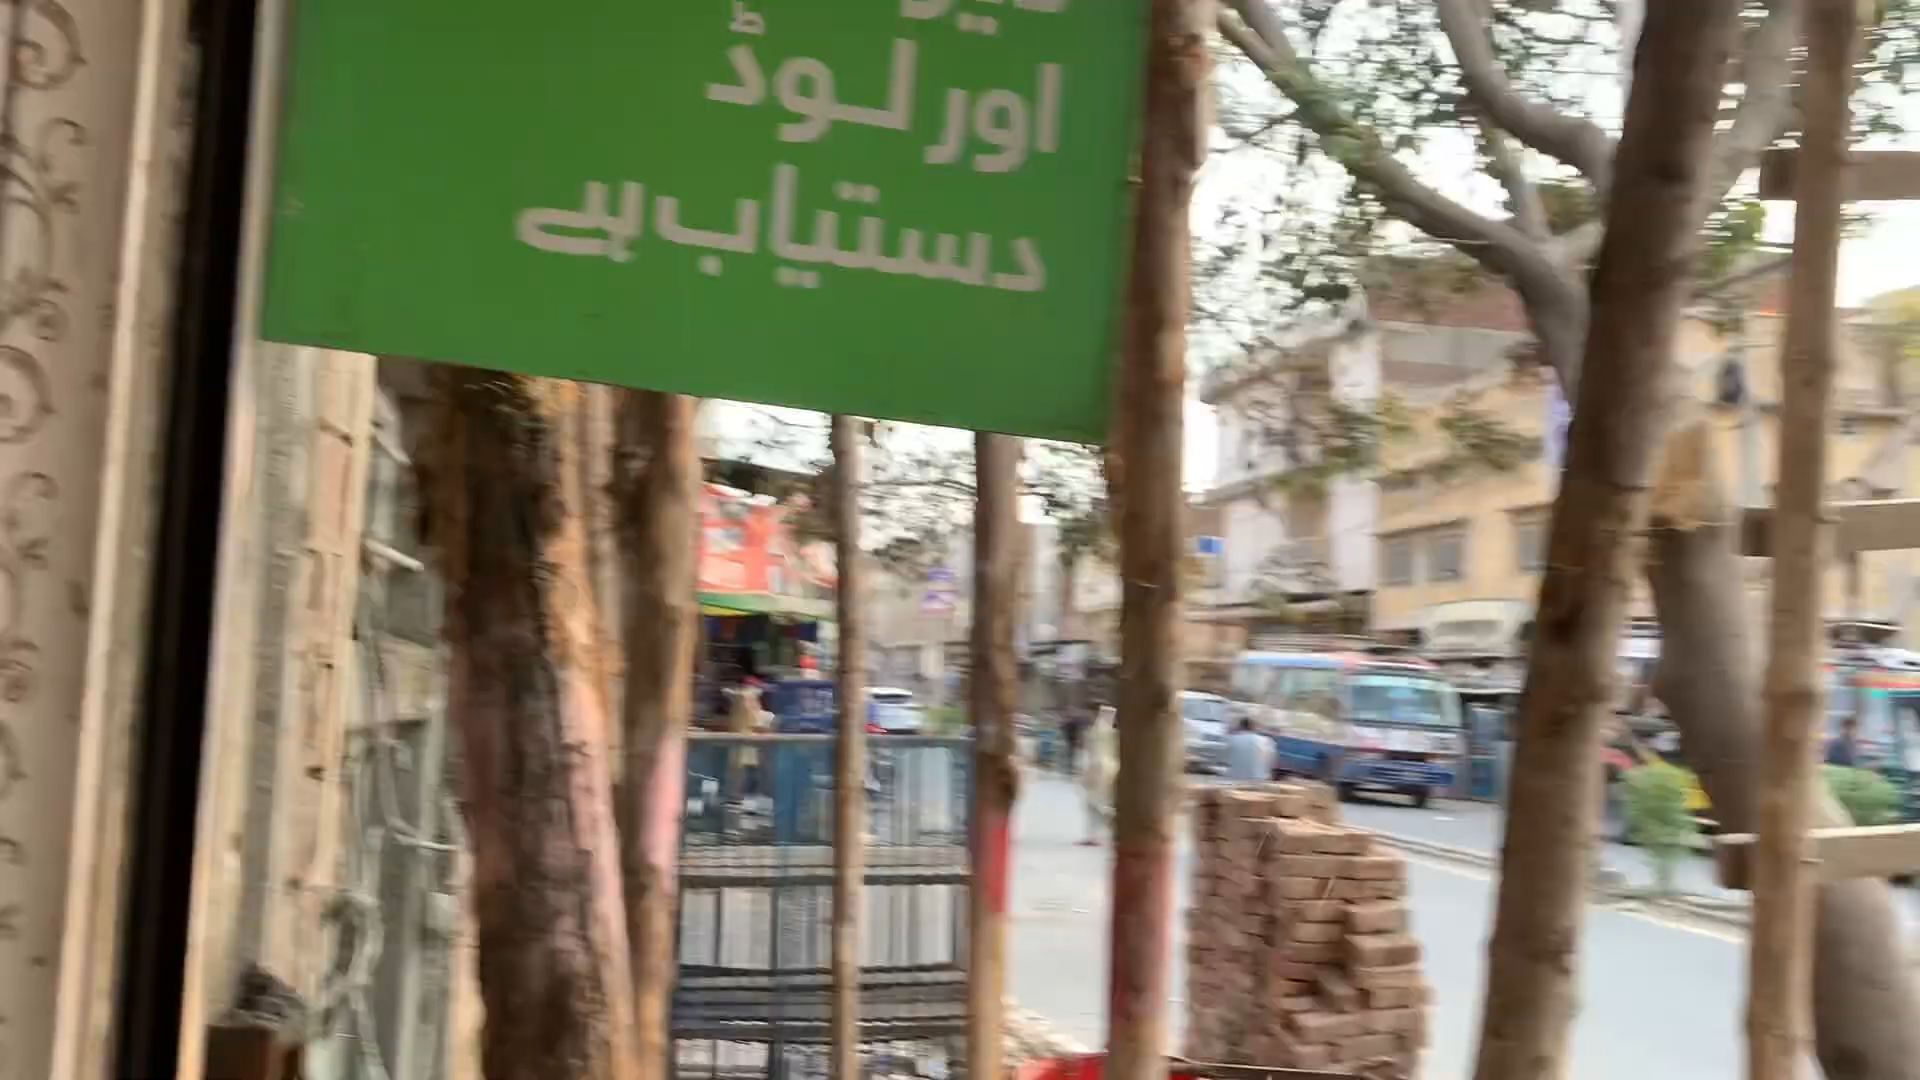 اور لوڈ
دستیاب ہے